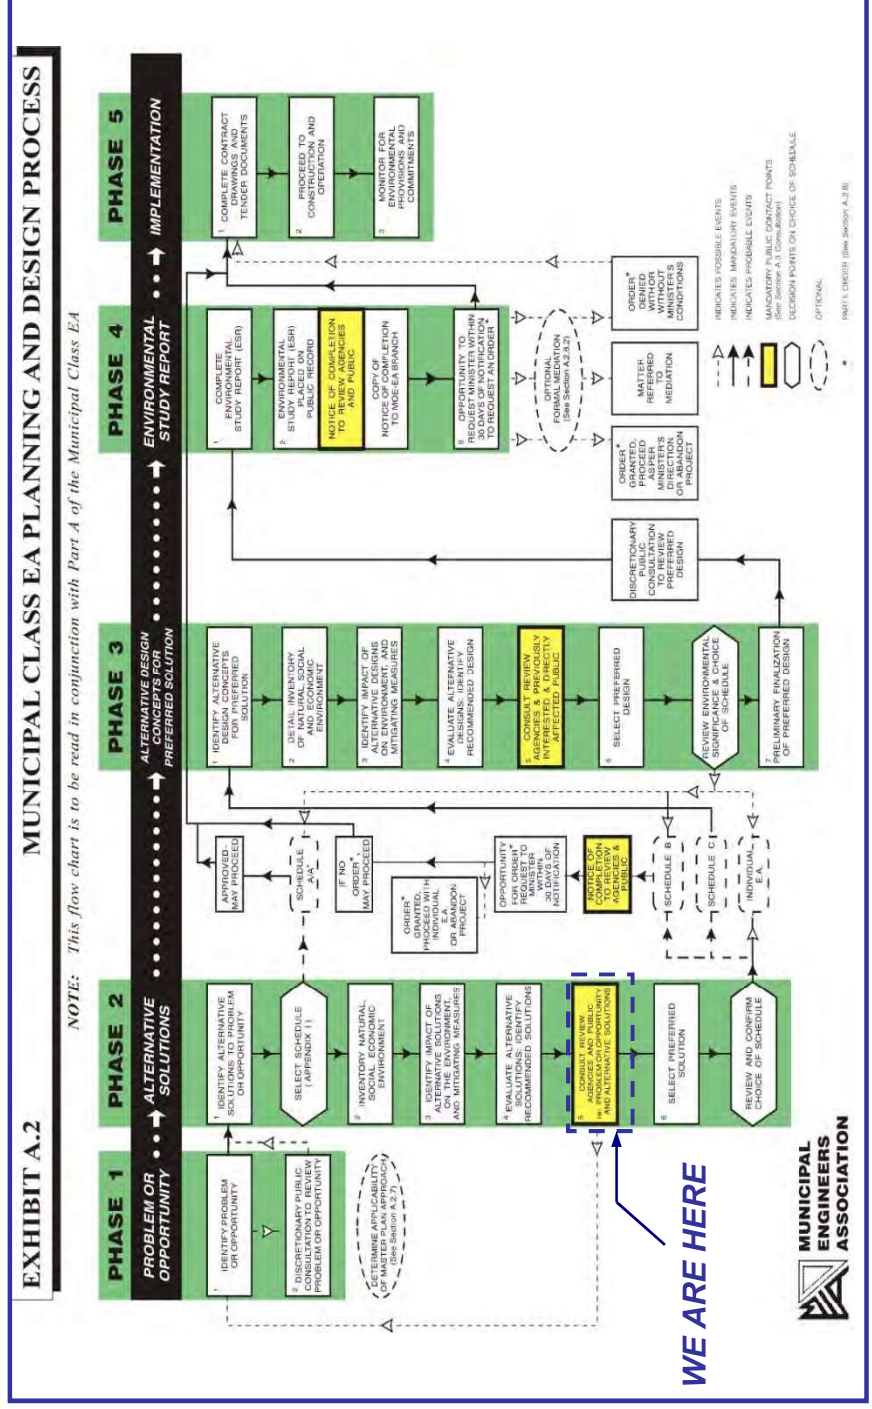 EXHIBIT A.2
MUNICIPAL CLASS EA PLANNING AND DESIGN PROCESS
NOTE: This flow chart is to be read in conjunction with Part A of the Municipal Class EA
PHASE 1
PROBLEM OR
OPPORTUNITY
1 IDENTIFY PROBLEM
OR OPPORTUNITY
2 DISCRETIONARY PUBLIC
CONSULTATION TO REVIEW
PROBLEM OR OPPORTUNITY
DETERMINE APPLICABILITY
OF MASTER PLAN APPROACH
(See Section A.2.7)
PHASE 2
ALTERNATIVE
SOLUTIONS
1 IDENTIFY ALTERNATIVE
SOLUTIONS TO PROBLEM
OR OPPORTUNITY
SELECT SCHEDULE
( APPENDIX I )
2 INVENTORY NATURAL,
SOCIAL ECONOMIC
ENVIRONMENT
3 IDENTIFY IMPACT OF
ALTERNATIVE SOLUTIONS
ON THE ENVIRONMENT,
AND MITIGATING MEASURES
4 EVALUATE ALTERNATIVE
SOLUTIONS: IDENTIFY
RECOMMENDED SOLUTIONS
5 CONSULT REVIEW
AGENCIES AND PUBLIC
re: PROBLEM OR OPPORTUNITY
AND ALTERNATIVE SOLUTIONS
6 SELECT PREFERRED
SOLUTION
REVIEW AND CONFIRM
CHOICE OF SCHEDULE
WE ARE HERE
APPROVED-
MAY PROCEED
SCHEDULE
A/A+
IF NO
ORDER*,
MAY PROCEED
ORDER*
GRANTED,
PROCEED WITH
INDIVIDUAL
E.A
OR ABANDON
PROJECT
OPPORTUNITY
FOR ORDER*
REQUEST TO
MINISTER
WITHIN
30 DAYS OF
NOTIFICATION
NOTICE OF
COMPLETION
TO REVIEW
AGENCIES &
PUBLIC
SCHEDULE B
SCHEDULE C
INDIVIDUAL
E.A.
PHASE 3
ALTERNATIVE DESIGN
CONCEPTS FOR
PREFERRED SOLUTION
1 IDENTIFY ALTERNATIVE
DESIGN CONCEPTS
FOR PREFERRED
SOLUTION
2 DETAIL INVENTORY
OF NATURAL, SOCIAL
AND ECONOMIC
ENVIRONMENT
3 IDENTIFY IMPACT OF
ALTERNATIVE DESIGNS
ON ENVIRONMENT, AND
MITIGATING MEASURES
4 EVALUATE ALTERNATIVE
DESIGNS: IDENTIFY
RECOMMENDED DESIGN
5 CONSULT REVIEW
AGENCIES & PREVIOUSLY
INTERESTED & DIRECTLY
AFFECTED PUBLIC
6 SELECT PREFERRED
DESIGN
REVIEW ENVIRONMENTAL
SIGNIFICANCE & CHOICE
OF SCHEDULE
7 PRELIMINARY FINALIZATION
OF PREFERRED DESIGN
DISCRETIONARY
PUBLIC
CONSULTATION
TO REVIEW
PREFERRED
DESIGN
PHASE 4
ENVIRONMENTAL
STUDY REPORT
1 COMPLETE
ENVIRONMENTAL
STUDY REPORT (ESR)
2 ENVIRONMENTAL
STUDY REPORT (ESR)
PLACED ON
PUBLIC RECORD
NOTICE OF COMPLETION
TO REVIEW AGENCIES
AND PUBLIC
COPY OF
NOTICE OF COMPLETION
TO MOE-EA BRANCH
OPPORTUNITY TO
REQUEST MINISTER WITHIN
30 DAYS OF NOTIFICATION
TO REQUEST AN ORDER*
OPTIONAL
FORMAL MEDIATION
(See Section A.2.8.2)
ORDER*
GRANTED,
PROCEED
AS PER
MINISTER'S
DIRECTION
OR ABANDON
PROJECT
MATTER
REFERRED
MEDIATION
ORDER*
DENIED
WITH OR
WITHOUT
MINISTER'S
CONDITIONS
PHASE 5
IMPLEMENTATION
1 COMPLETE CONTRACT
DRAWINGS AND
TENDER DOCUMENTS
2 PROCEED TO
CONSTRUCTION AND
OPERATION
3 MONITOR FOR
ENVIRONMENTAL
PROVISIONS AND
COMMITMENTS
INDICATES POSSIBLE EVENTS
INDICATES MANDATORY EVENTS
INDICATES PROBABLE EVENTS
MANDATORY PUBLIC CONTACT POINTS
(See Section A.3 Consultation)
DECISION POINTS ON CHOICE OF SCHEDULE
OPTIONAL
* PART II ORDER (See Section A.2.8)
MUNICIPAL
ENGINEERS
ASSOCIATION